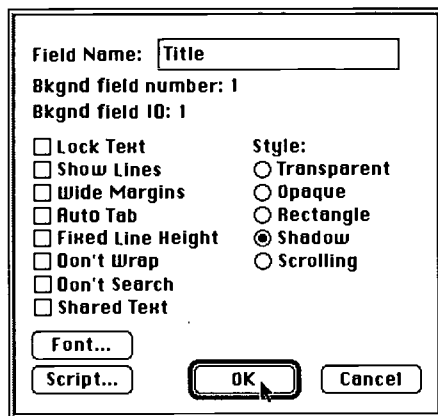 Field Name: Title
Bkgnd field number: 1
Bkgnd field ID: 1
Lock Text
Show Lines
Wide Margins
Auto Tab
Fixed Line Height
Don't Wrap
Don't Search
Shared Text
Style:
Transparent
Opaque
Rectangle
Shadow
Scrolling
Font...
Script...
OK
Cancel